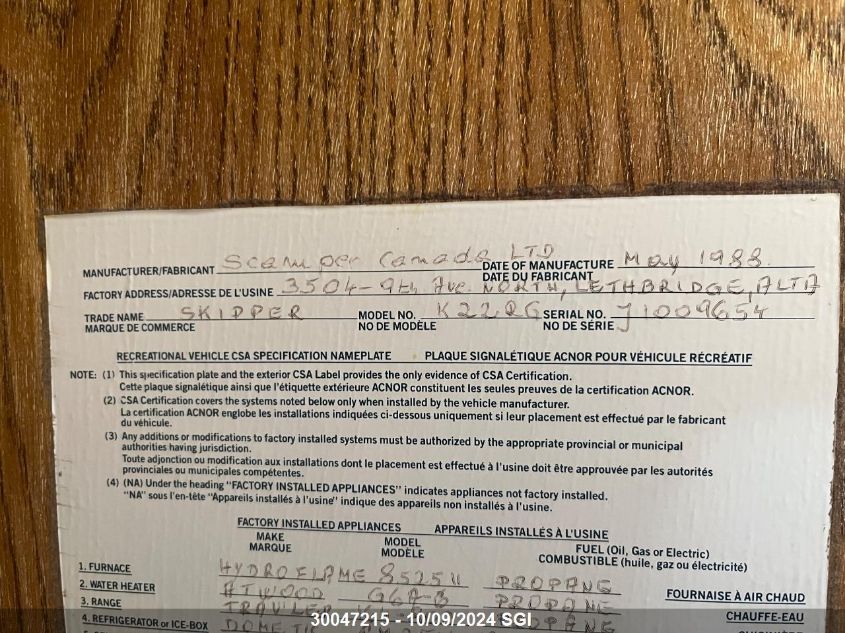 MANUFACTURER/FABRICANT Scamper Canada LTD DATE OF MANUFACTURE May 1988.
DATE DU FABRICANT
FACTORY ADDRESS/ADRESSE DE L'USINE 3504-9th Ave. NORTH, LETHBRIDGE, ALTA
TRADE NAME SKIPPER MODEL NO. K22QG SERIAL NO. J1009654
MARQUE DE COMMERCE NO DE MODÈLE NO DE SÉRIE
RECREATIONAL VEHICLE CSA SPECIFICATION NAMEPLATE PLAQUE SIGNALÉTIQUE ACNOR POUR VÉHICULE RÉCRÉATIF
NOTE: (1) This specification plate and the exterior CSA Label provides the only evidence of CSA Certification.
Cette plaque signalétique ainsi que l'étiquette extérieure ACNOR constituent les seules preuves de la certification ACNOR.
(2) CSA Certification covers the systems noted below only when installed by the vehicle manufacturer.
La certification ACNOR englobe les installations indiquées ci-dessous uniquement si leur placement est effectué par le fabricant
du véhicule.
(3) Any additions or modifications to factory installed systems must be authorized by the appropriate provincial or municipal
authorities having jurisdiction.
Toute adjonction ou modification aux installations dont le placement est effectué à l'usine doit être approuvée par les autorités
provinciales ou municipales compétentes.
(4) (NA) Under the heading "FACTORY INSTALLED APPLIANCES" indicates appliances not factory installed.
"NA" sous l'en-tête "Appareils installés à l'usine" indique des appareils non installés à l'usine.
FACTORY INSTALLED APPLIANCES APPAREILS INSTALLÉS À L'USINE
MAKE MODEL FUEL (Oil, Gas or Electric)
MARQUE MODÈLE COMBUSTIBLE (huile, gaz ou électricité)
1. FURNACE HYDROFLAME 8525 II PROPANE FOURNAISE À AIR CHAUD
2. WATER HEATER ATWOOD G6A-8 PROPANE CHAUFFE-EAU
3. RANGE PROPANE
4. REFRIGERATOR or ICE-BOX
30047215 - 10/09/2024 SGI